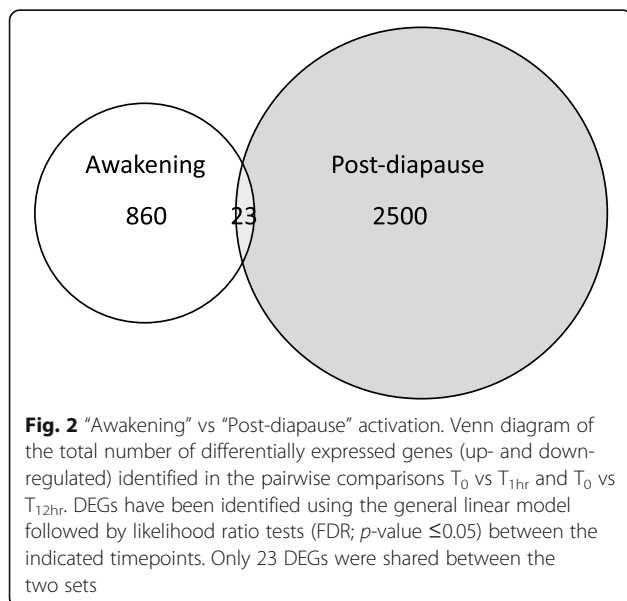 Awakening
Post-diapause
860
23
2500
Fig. 2 “Awakening” vs “Post-diapause” activation. Venn diagram of
the total number of differentially expressed genes (up- and down-
regulated) identified in the pairwise comparisons T0 vs T1hr and T0 vs
T12hr. DEGs have been identified using the general linear model
followed by likelihood ratio tests (FDR; p-value ≤0.05) between the
indicated timepoints. Only 23 DEGs were shared between the
two sets